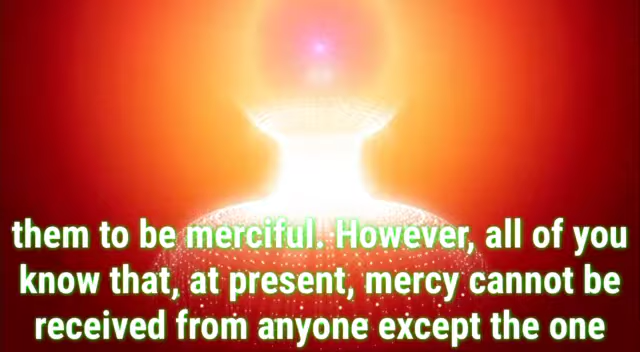 them to be merciful. However, all of you
know that, at present, mercy cannot be
received from anyone except the one